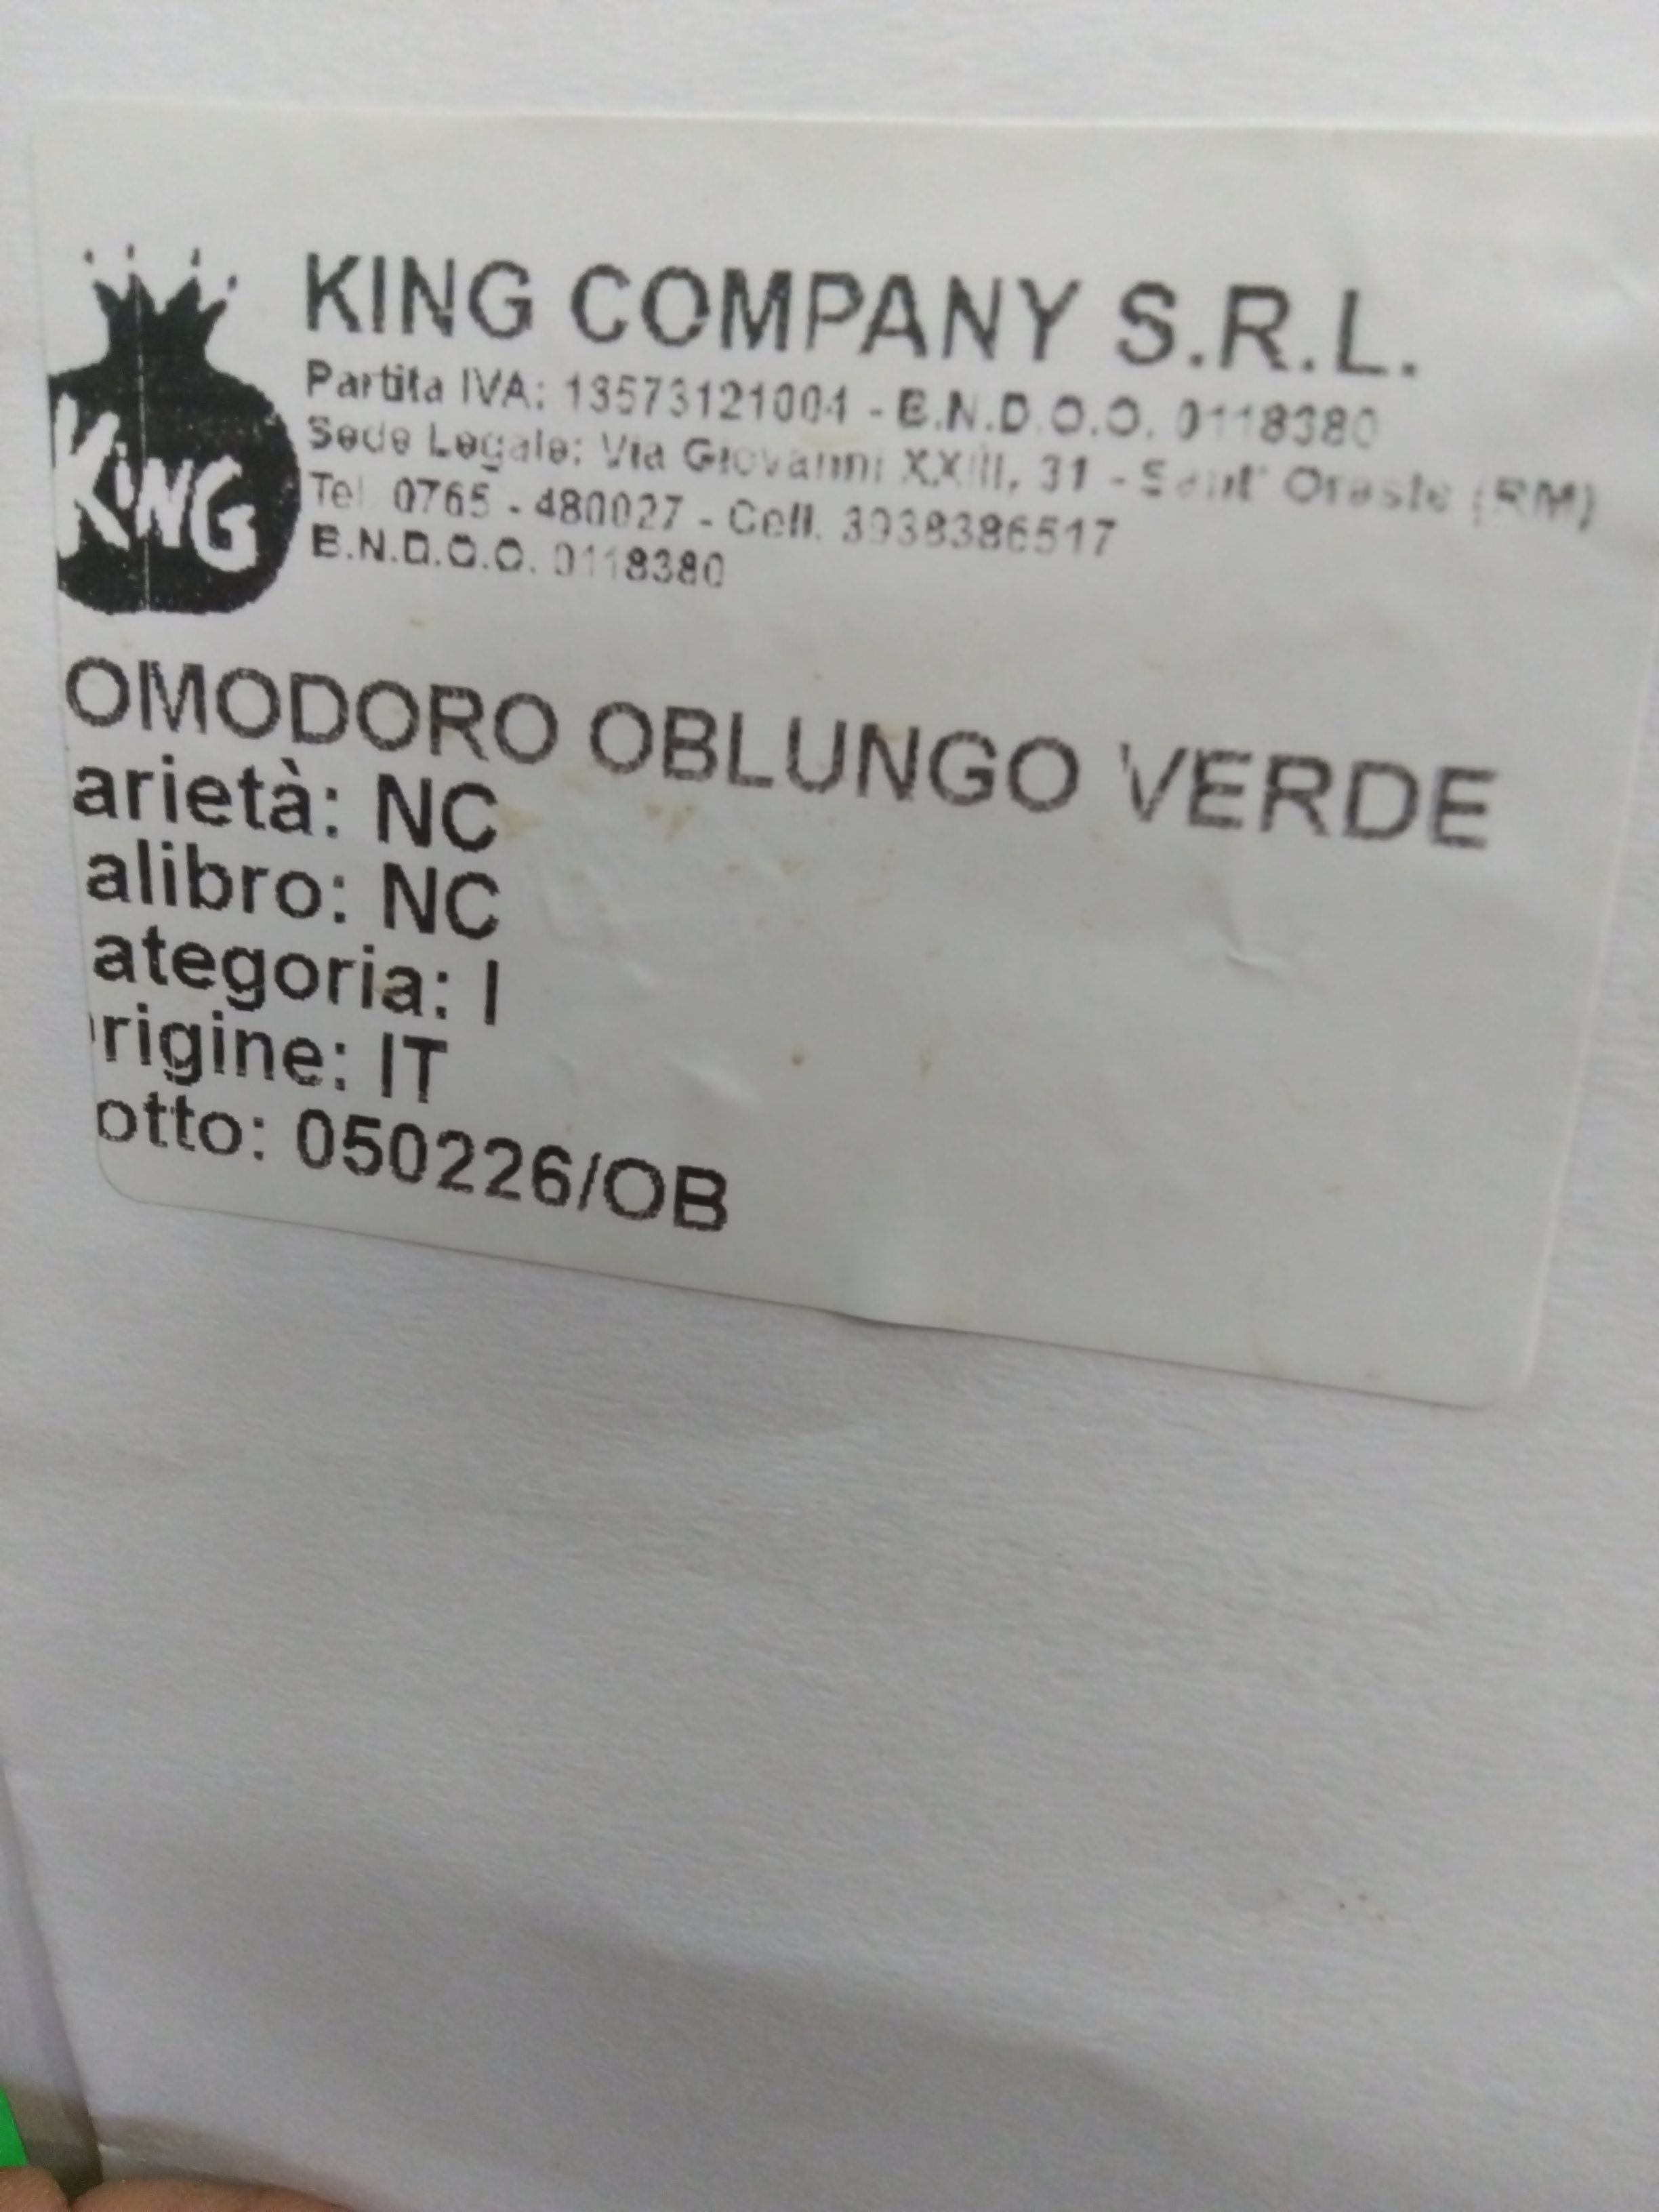 KING
KING COMPANY S.R.L.
Partita IVA: 13573121004 - B.N.D.O.O. 0118380
Sede Legale: Via Giovanni XXIII, 31 - Sant' Oreste (RM)
Tel. 0765 - 480027 - Cell. 3938386517
B.N.D.O.O. 0118380
OMODORO OBLUNGO VERDE
arietà: NC
alibro: NC
ategoria: I
rigine: IT
otto: 050226/OB